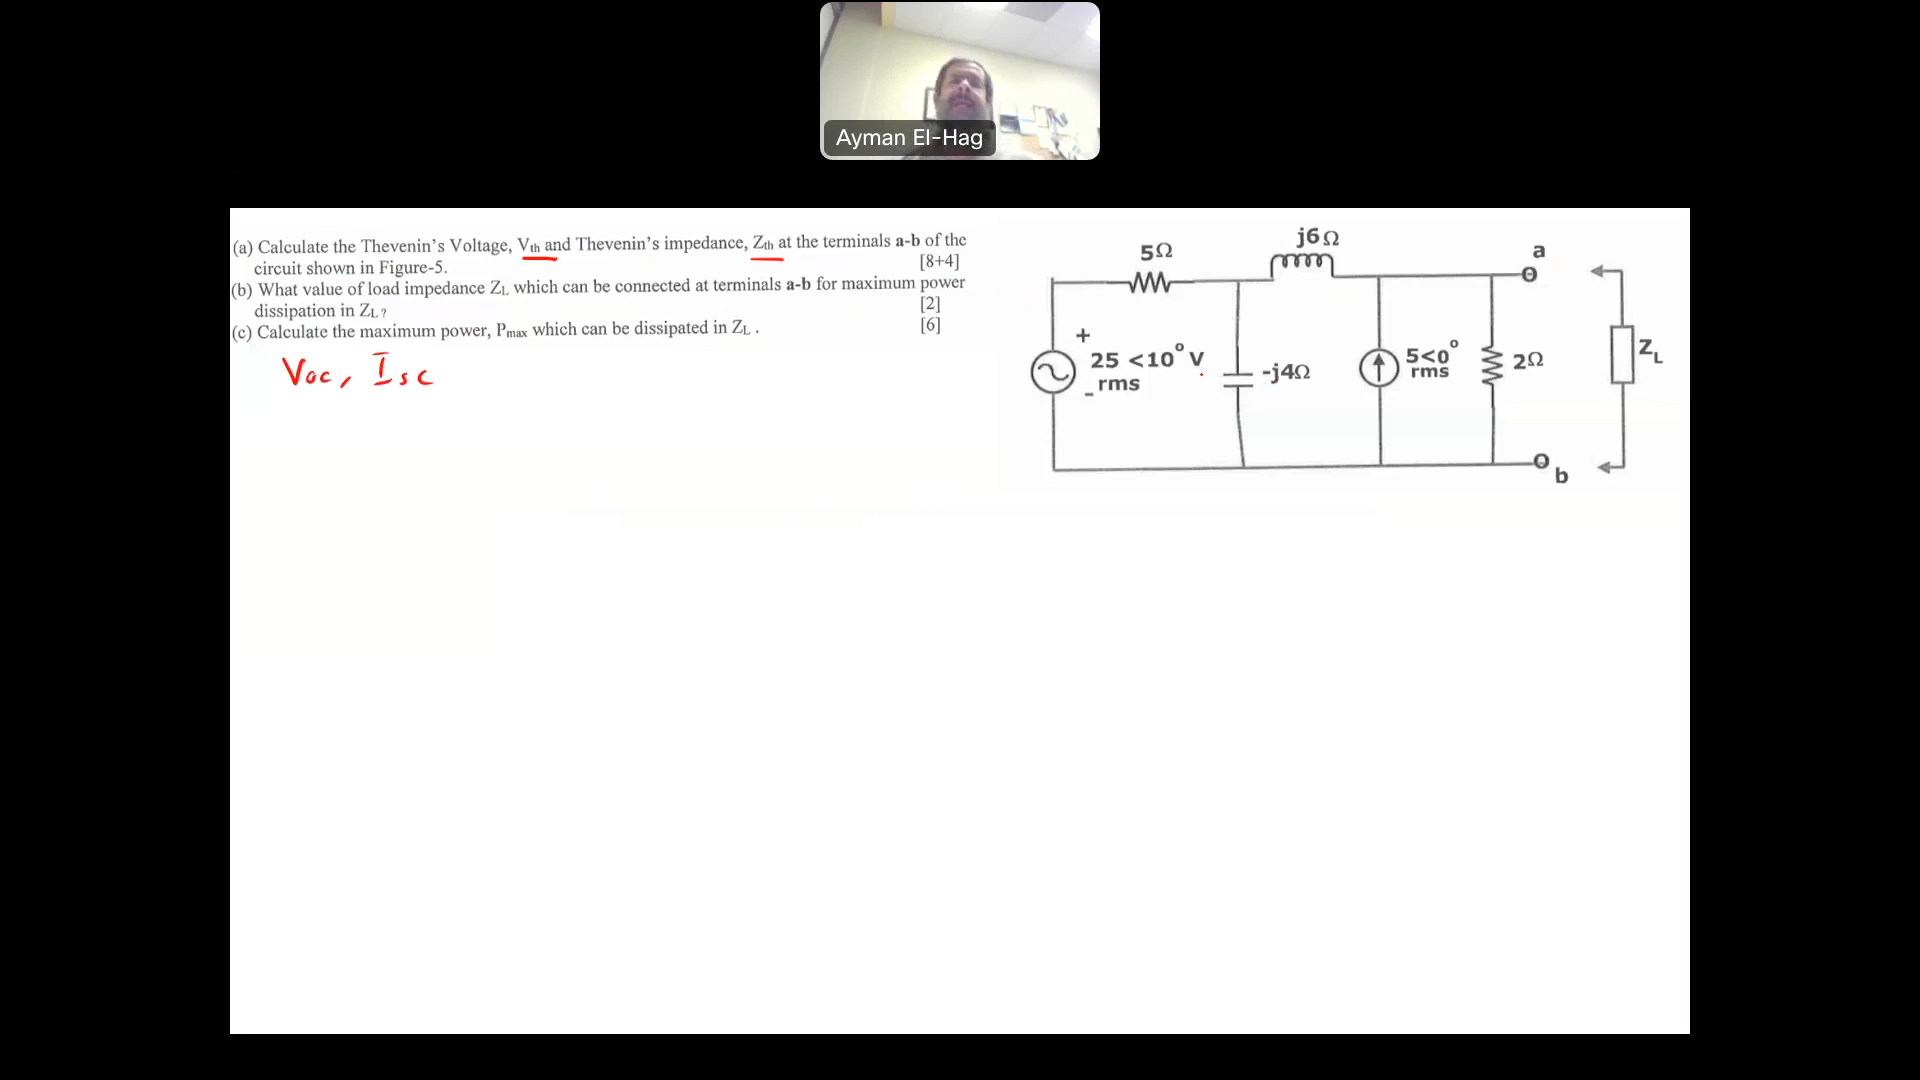 Ayman El-Hag
(a) Calculate the Thevenin's Voltage, Vth and Thevenin's impedance, Zth at the terminals a-b of the
circuit shown in Figure-5. [8+4]
(b) What value of load impedance ZL which can be connected at terminals a-b for maximum power
dissipation in ZL? [2]
(c) Calculate the maximum power, Pmax which can be dissipated in ZL. [6]
Voc, Isc
j6Ω
5Ω
a
+
25 <10° V
- rms
-j4Ω
5<0°
rms
2Ω
ZL
b